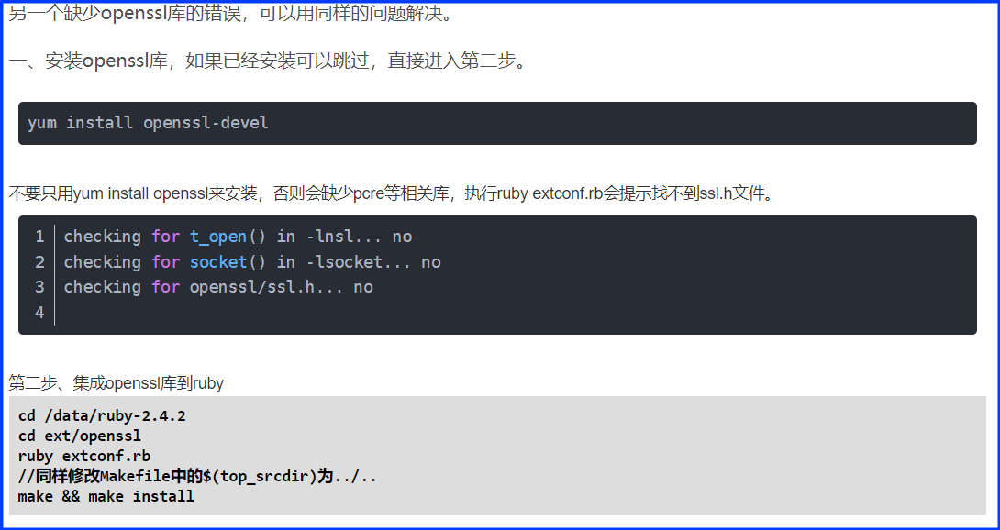 另一个缺少openssl库的错误，可以用同样的问题解决。
一、安装openssl库，如果已经安装可以跳过，直接进入第二步。
yum install openssl-devel
不要只用yum install openssl来安装，否则会缺少pcre等相关库，执行ruby extconf.rb会提示找不到ssl.h文件。
1 checking for t_open() in -lnsl... no
2 checking for socket() in -lsocket... no
3 checking for openssl/ssl.h... no
4
第二步、集成openssl库到ruby
cd /data/ruby-2.4.2
cd ext/openssl
ruby extconf.rb
//同样修改Makefile中的$(top_srcdir)为../..
make && make install